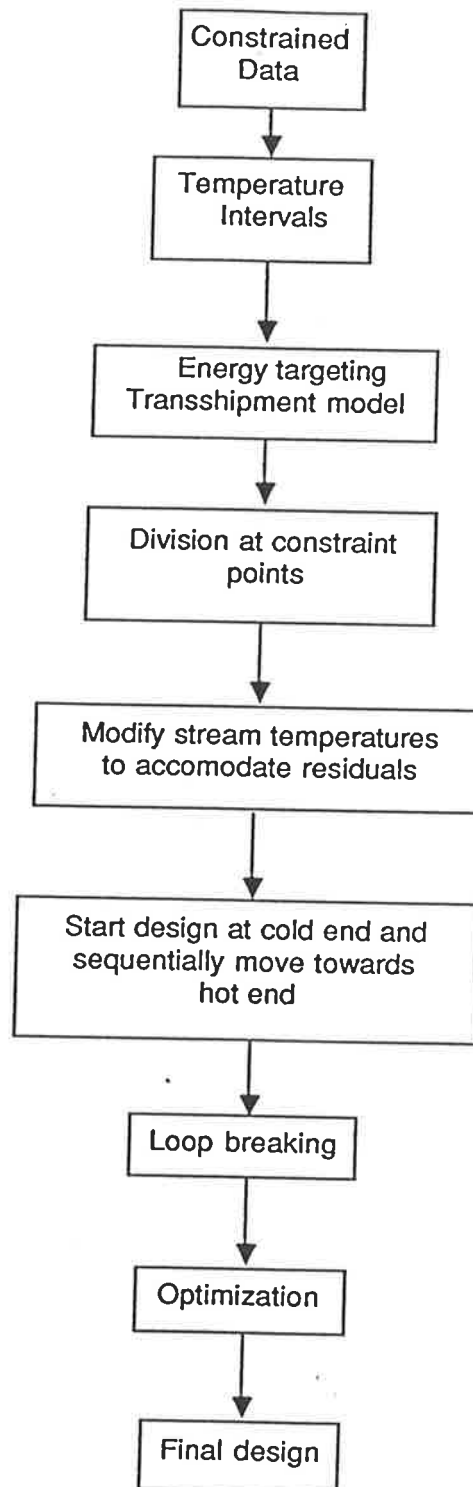 Constrained
Data
Temperature
Intervals
Energy targeting
Transshipment model
Division at constraint
points
Modify stream temperatures
to accomodate residuals
Start design at cold end and
sequentially move towards
hot end
Loop breaking
Optimization
Final design